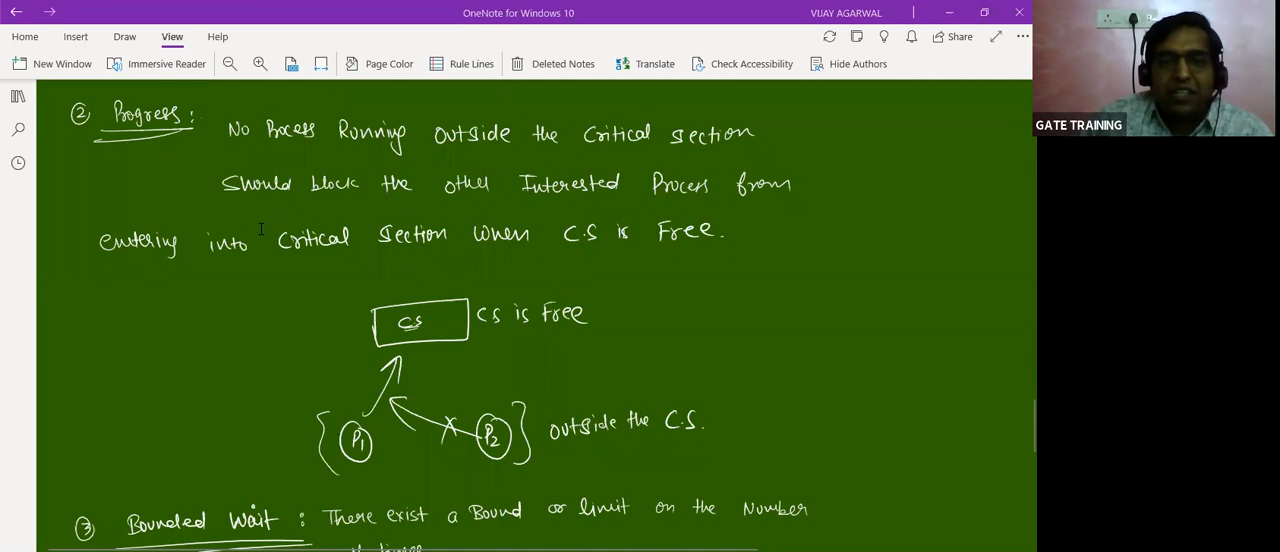 OneNote for Windows 10
VIJAY AGARWAL
Home Insert Draw View Help
Share
New Window Immersive Reader Page Color Rule Lines Deleted Notes Translate Check Accessibility Hide Authors
GATE TRAINING
② Progress: No Process Running outside the Critical section
Should block the other Interested Process from
entering into critical section when C.S is Free.
CS CS is Free
P1 P2 outside the C.S.
③ Bounded Wait : There exist a Bound or limit on the Number